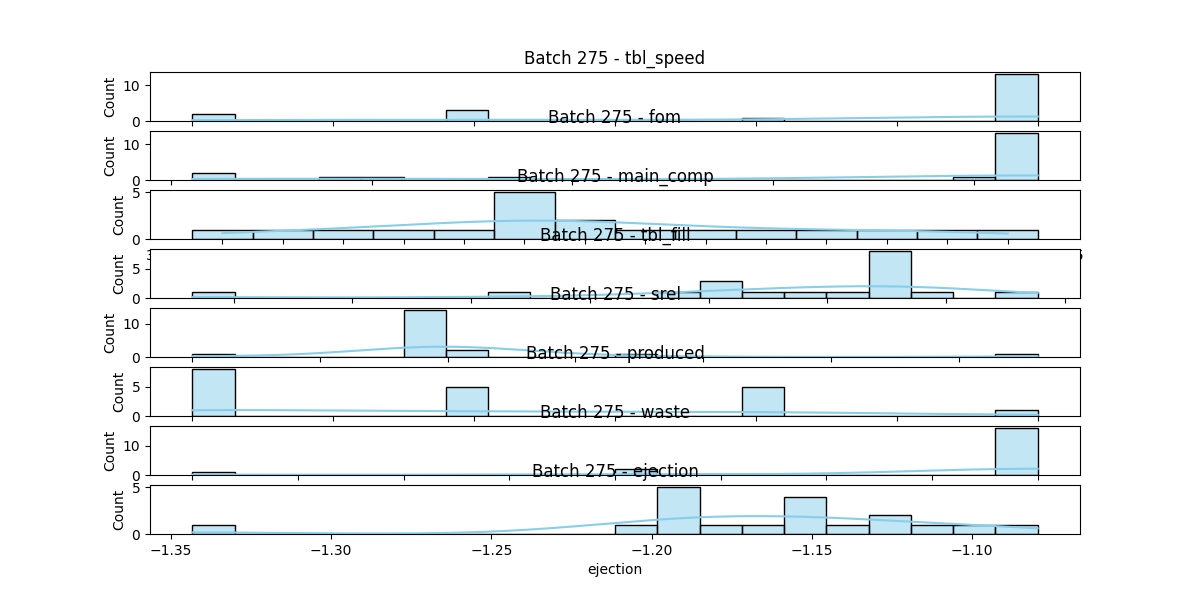 Batch 275 - tbl_speed
Count
10
0
Batch 275 - fom
Count
10
0
Batch 275 - main_comp
Count
5
0
Batch 275 - tbl_fill
Count
5
0
Batch 275 - srel
Count
10
0
Batch 275 - produced
Count
5
0
Batch 275 - waste
Count
10
0
Batch 275 - ejection
Count
5
0
−1.35 −1.30 −1.25 −1.20 −1.15 −1.10
ejection